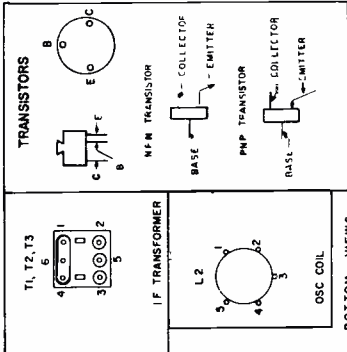 TRANSISTORS
C
B
E
C
E
B
NPN TRANSISTOR
COLLECTOR
EMITTER
BASE
PNP TRANSISTOR
COLLECTOR
EMITTER
BASE
T1, T2, T3
6
4 1
3 2
5
IF TRANSFORMER
L2
5 1
4 2
3
OSC COIL
BOTTOM VIEWS